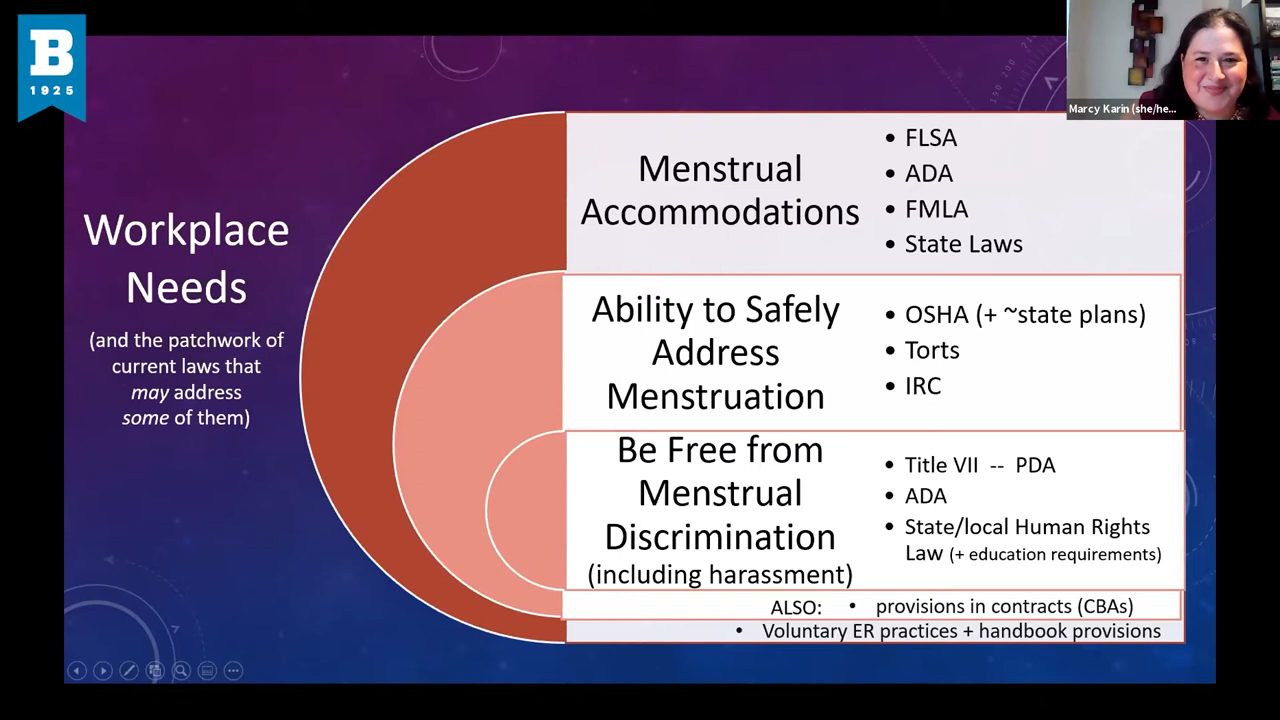 B
1925
Marcy Karin (she/he...
Workplace
Needs
(and the patchwork of
current laws that
may address
some of them)
Menstrual
Accommodations
• FLSA
• ADA
• FMLA
• State Laws
Ability to Safely
Address
Menstruation
• OSHA (+ ~state plans)
• Torts
• IRC
Be Free from
Menstrual
Discrimination
(including harassment)
• Title VII -- PDA
• ADA
• State/local Human Rights
Law (+ education requirements)
ALSO: • provisions in contracts (CBAs)
• Voluntary ER practices + handbook provisions